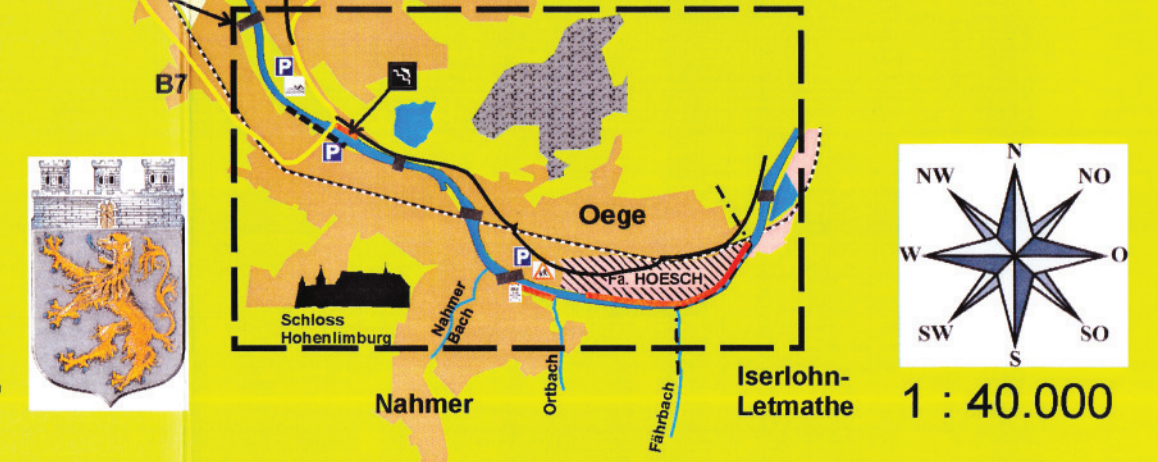 B7
P
P
P
Oege
Fa. HOESCH
Schloss
Hohenlimburg
Nahmer
Bach
Ortbach
Fährbach
Nahmer
Iserlohn-
Letmathe
N
NW
NO
W
O
SW
SO
S
1 : 40.000